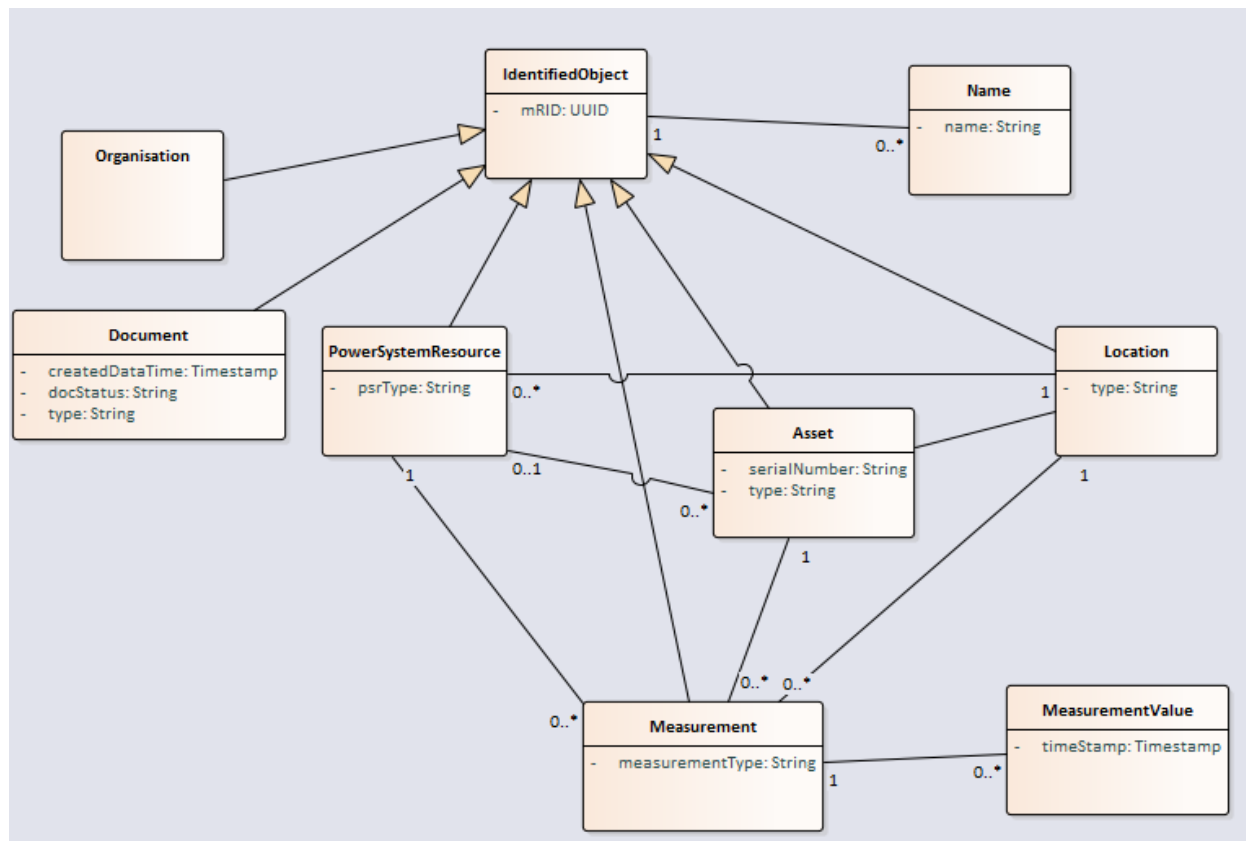 IdentifiedObject
- mRID: UUID
1
0..*
Name
- name: String
Organisation
Document
- createdDataTime: Timestamp
- docStatus: String
- type: String
PowerSystemResource
- psrType: String
0..*
1
Location
- type: String
Asset
- serialNumber: String
- type: String
0..1
0..*
1
1
1
0..*
0..*
0..*
Measurement
- measurementType: String
1
0..*
MeasurementValue
- timeStamp: Timestamp